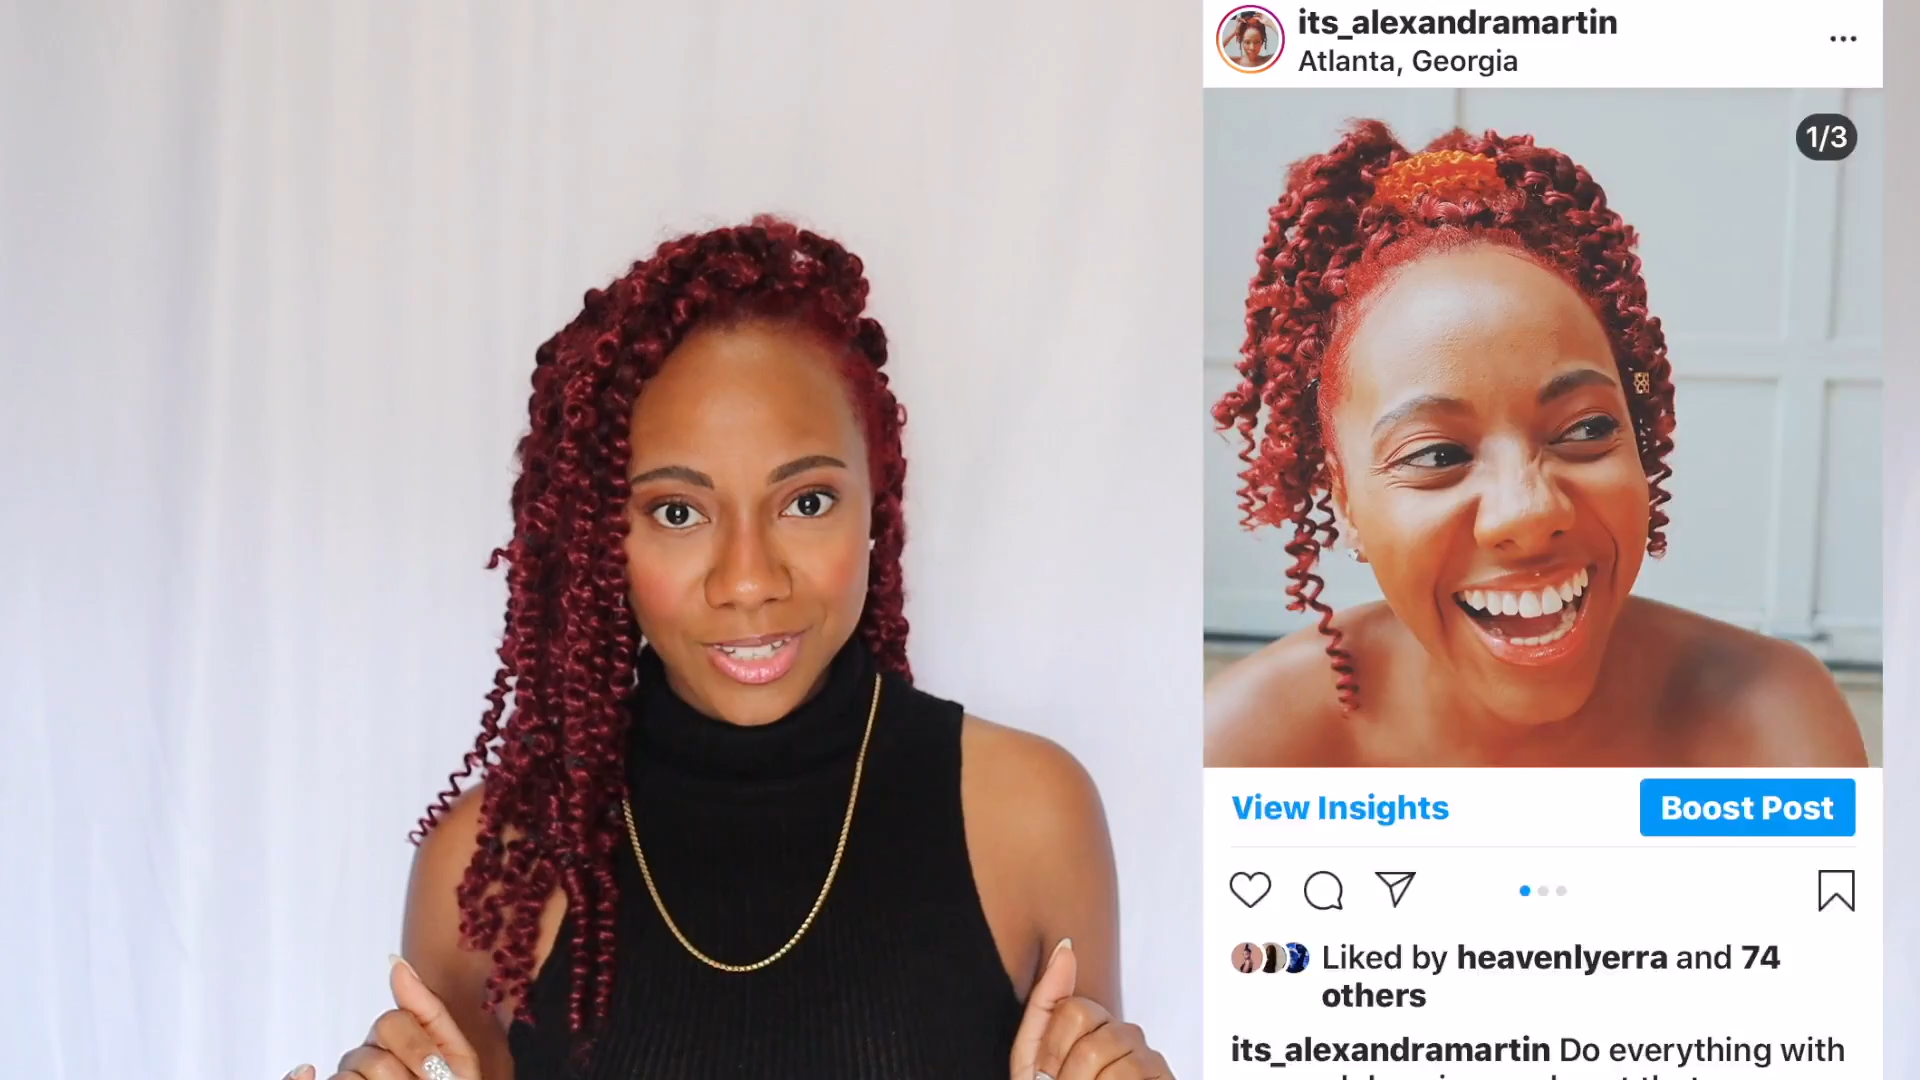 its_alexandramartin
Atlanta, Georgia
1/3
View Insights
Boost Post
Liked by heavenlyerra and 74
others
its_alexandramartin Do everything with